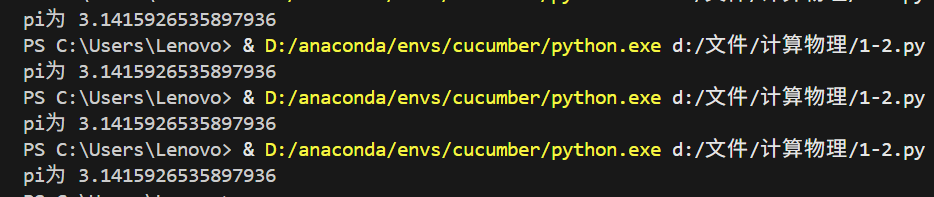 pi为 3.1415926535897936
PS C:\Users\Lenovo> & D:/anaconda/envs/cucumber/python.exe d:/文件/计算物理/1-2.py
pi为 3.1415926535897936
PS C:\Users\Lenovo> & D:/anaconda/envs/cucumber/python.exe d:/文件/计算物理/1-2.py
pi为 3.1415926535897936
PS C:\Users\Lenovo> & D:/anaconda/envs/cucumber/python.exe d:/文件/计算物理/1-2.py
pi为 3.1415926535897936